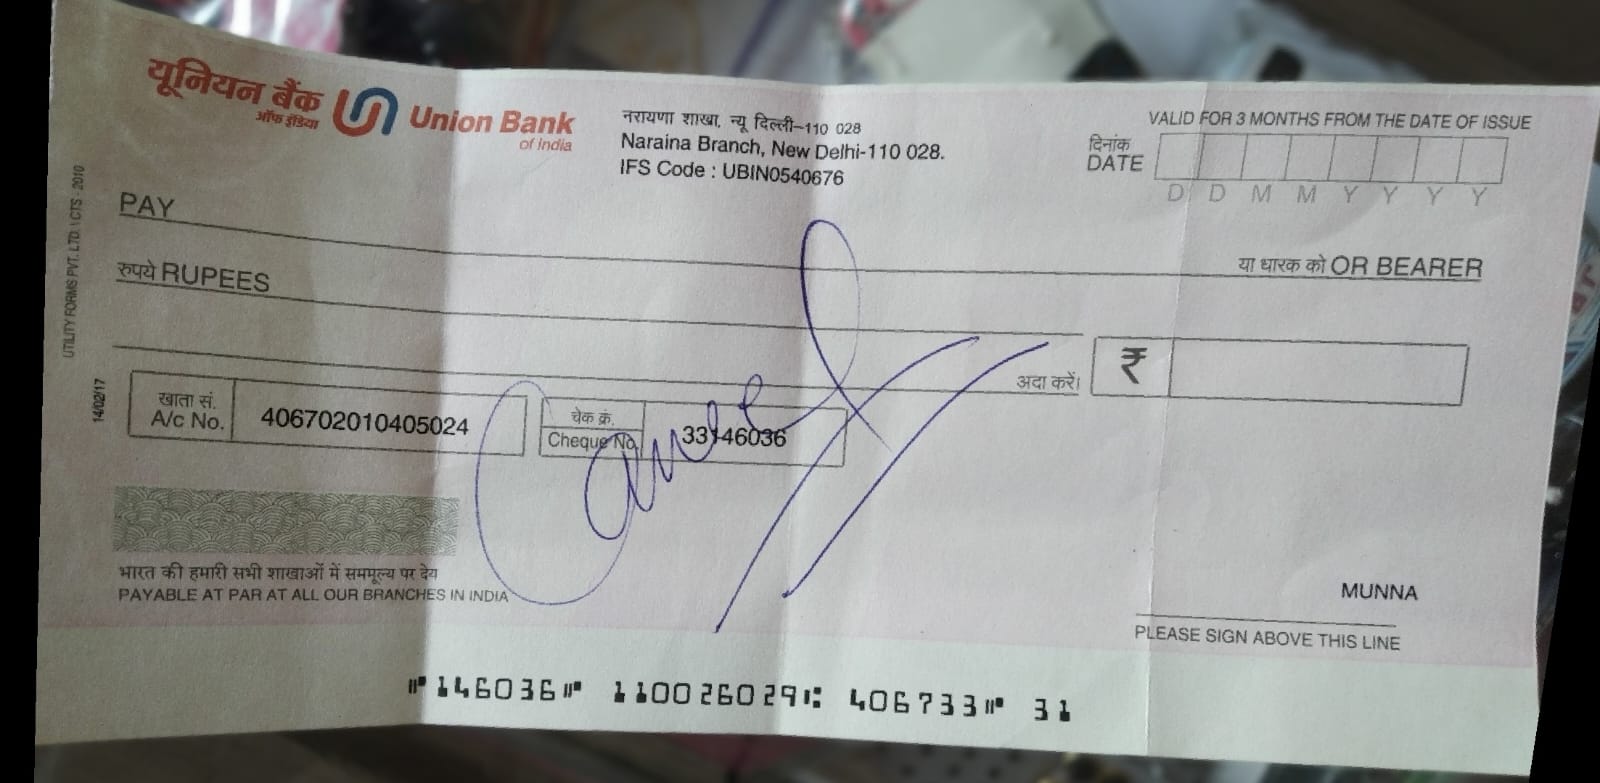 यूनियन बैंक
ऑफ इंडिया
Union Bank
of India
नरायणा शाखा, न्यू दिल्ली-110 028
Naraina Branch, New Delhi-110 028.
IFS Code : UBIN0540676
VALID FOR 3 MONTHS FROM THE DATE OF ISSUE
दिनांक
DATE
D D M M Y Y Y Y
PAY
या धारक को OR BEARER
रुपये RUPEES
अदा करें।
₹
खाता सं.
A/c No.
406702010405024
चेक क्रं.
Cheque No.
33146036
Cancel
UTILITY FORMS PVT. LTD. \ CTS - 2010
14/02/17
भारत की हमारी सभी शाखाओं में सममूल्य पर देय
PAYABLE AT PAR AT ALL OUR BRANCHES IN INDIA
MUNNA
PLEASE SIGN ABOVE THIS LINE
⑈146036⑈ 110026029⑆ 406733⑈ 31